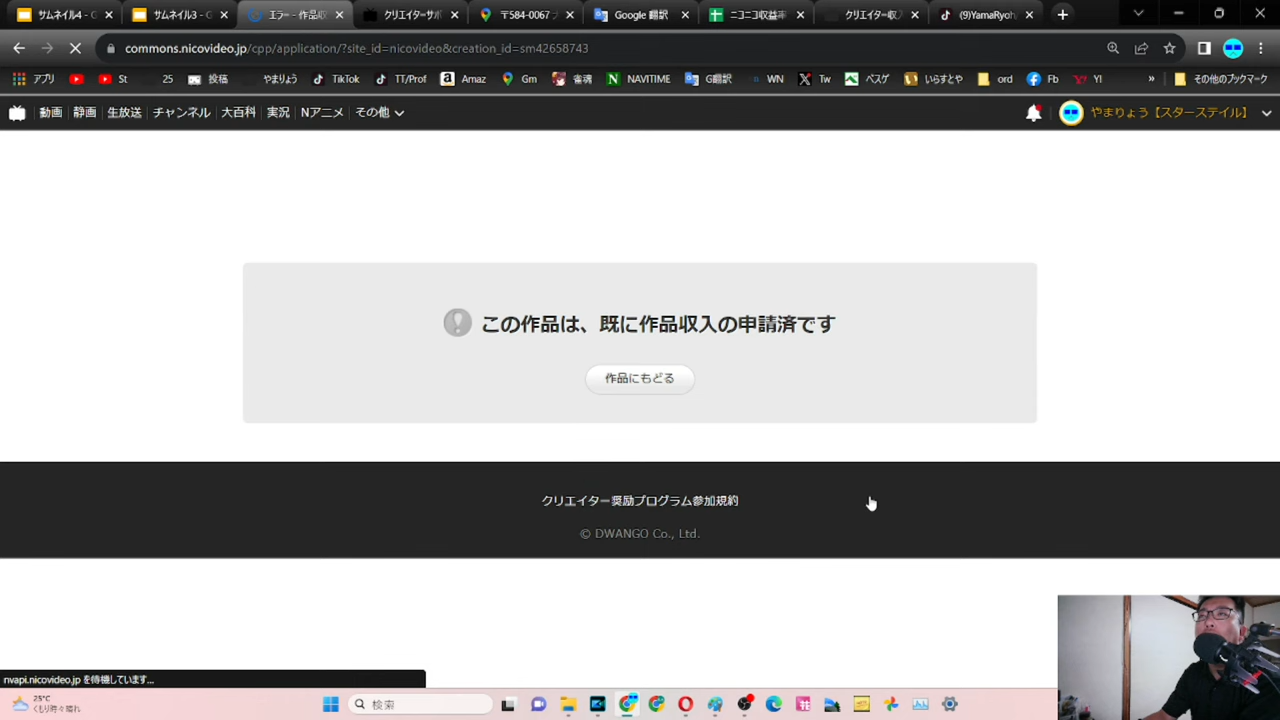 サムネイル4 - G
サムネイル3 - G
エラー - 作品収
クリエイターサポ
〒584-0067 大
Google 翻訳
ニコニコ収益率
クリエイター収入
(9)YamaRyoh
commons.nicovideo.jp/cpp/application/?site_id=nicovideo&creation_id=sm42658743
アプリ
St
25
投稿
やまりょう
TikTok
TT/Prof
Amaz
Gm
雀魂
NAVITIME
G翻訳
WN
Tw
ベスゲ
いらすとや
ord
Fb
YI
»
その他のブックマーク
動画 静画 生放送 チャンネル 大百科 実況 Nアニメ その他
やまりょう【スターステイル】
この作品は、既に作品収入の申請済です
作品にもどる
クリエイター奨励プログラム参加規約
© DWANGO Co., Ltd.
nvapi.nicovideo.jp を待機しています...
25°C
くもり時々晴れ
検索